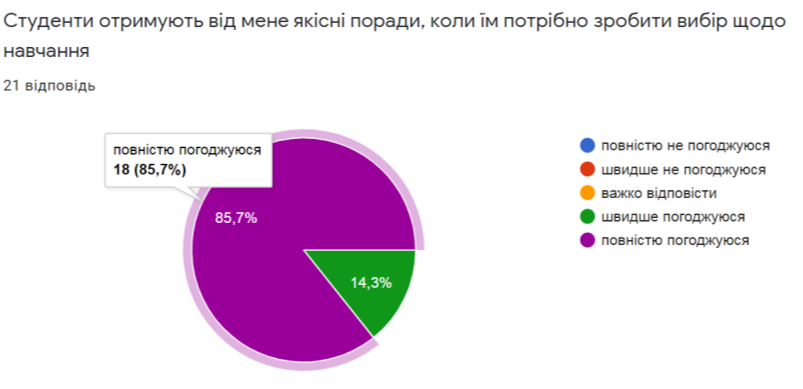 Студенти отримують від мене якісні поради, коли їм потрібно зробити вибір щодо
навчання
21 відповідь
повністю погоджуюся
18 (85,7%)
85,7%
14,3%
повністю не погоджуюся
швидше не погоджуюся
важко відповісти
швидше погоджуюся
повністю погоджуюся